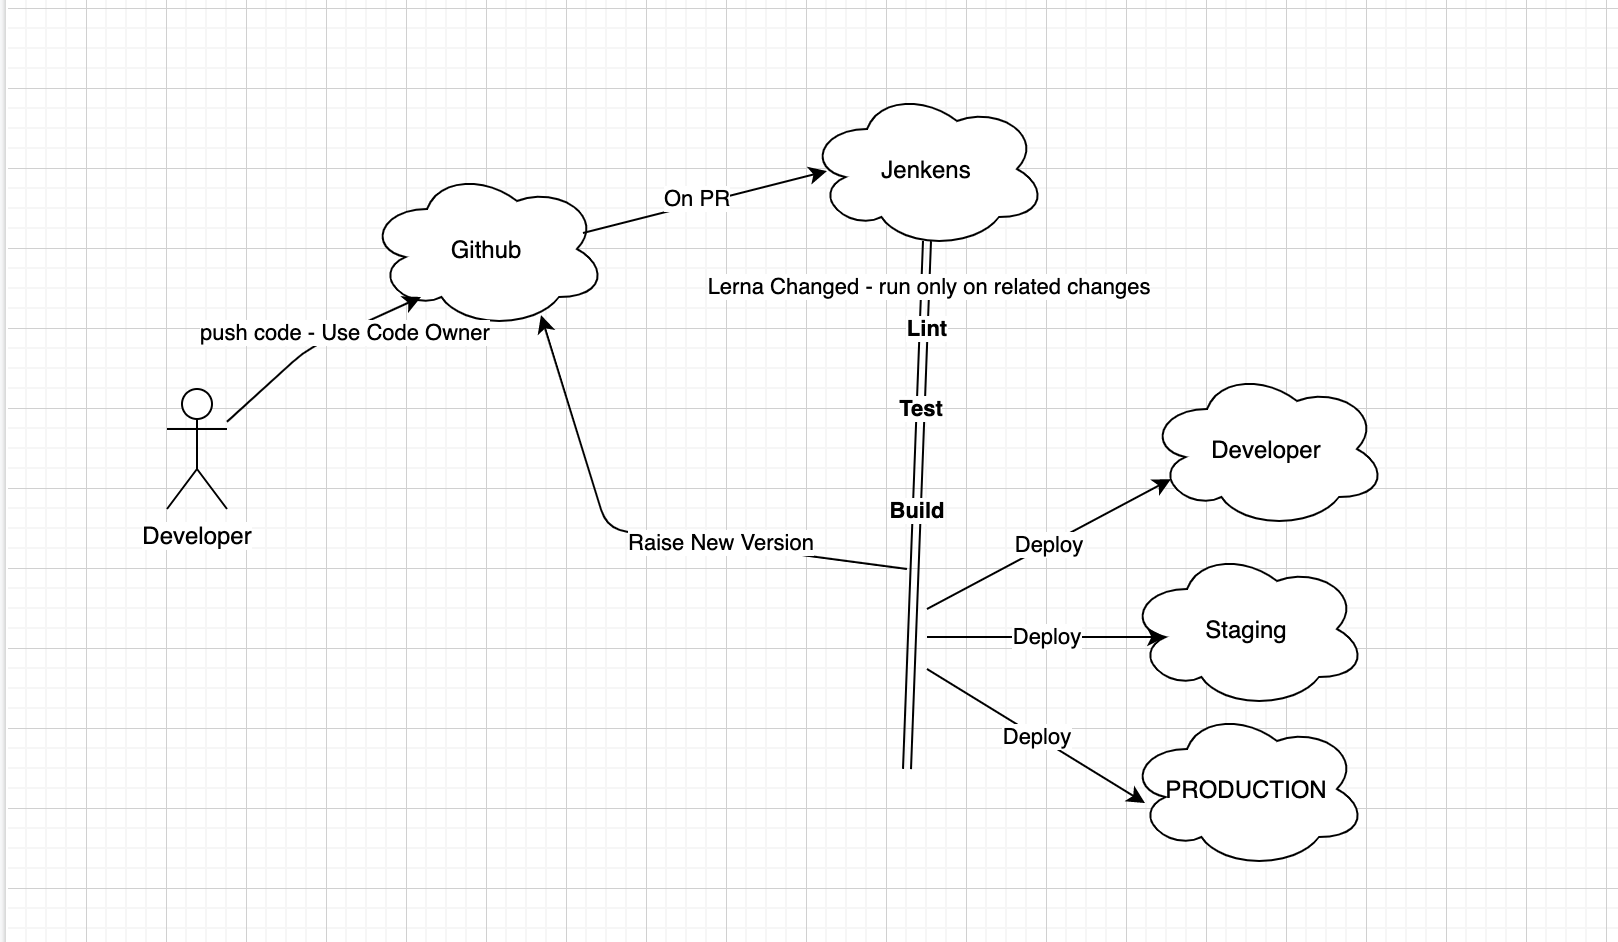 Jenkens
On PR
Github
Lerna Changed - run only on related changes
push code - Use Code Owner
Lint
Test
Developer
Build
Developer
Raise New Version
Deploy
Staging
Deploy
Deploy
PRODUCTION